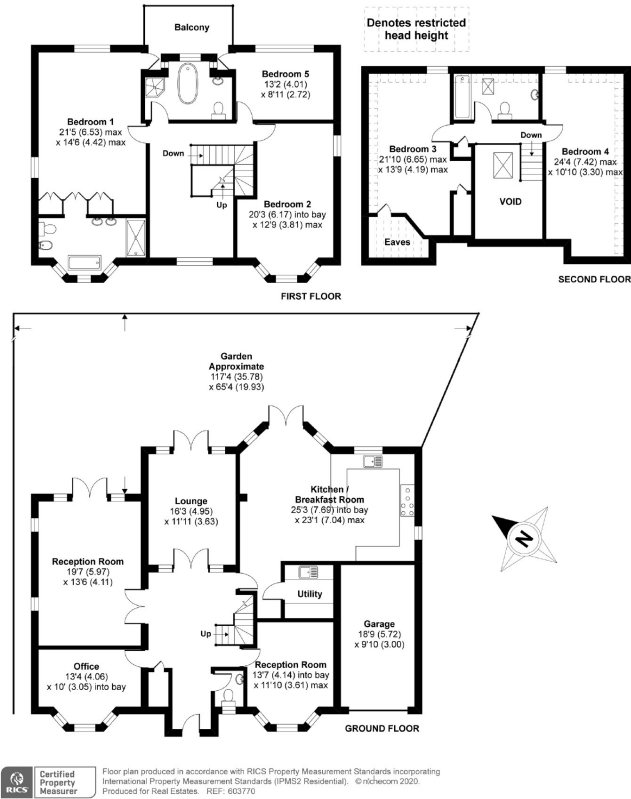 Balcony
Denotes restricted
head height
Bedroom 5
13'2 (4.01)
x 8'11 (2.72)
Bedroom 1
21'5 (6.53) max
x 14'6 (4.42) max
Down
Up
Bedroom 2
20'3 (6.17) into bay
x 12'9 (3.81) max
FIRST FLOOR
Bedroom 3
21'10 (6.65) max
x 13'9 (4.19) max
Down
Bedroom 4
24'4 (7.42) max
x 10'10 (3.30) max
VOID
Eaves
SECOND FLOOR
Garden
Approximate
117'4 (35.78)
x 65'4 (19.93)
Lounge
16'3 (4.95)
x 11'11 (3.63)
Kitchen /
Breakfast Room
25'3 (7.69) into bay
x 23'1 (7.04) max
N
Reception Room
19'7 (5.97)
x 13'6 (4.11)
Utility
Up
Garage
18'9 (5.72)
x 9'10 (3.00)
Office
13'4 (4.06)
x 10' (3.05) into bay
Reception Room
13'7 (4.14) into bay
x 11'10 (3.61) max
GROUND FLOOR
RICS
Certified
Property
Measurer
Floor plan produced in accordance with RICS Property Measurement Standards incorporating
International Property Measurement Standards (IPMS2 Residential). © nichecom 2020.
Produced for Real Estates. REF: 603770